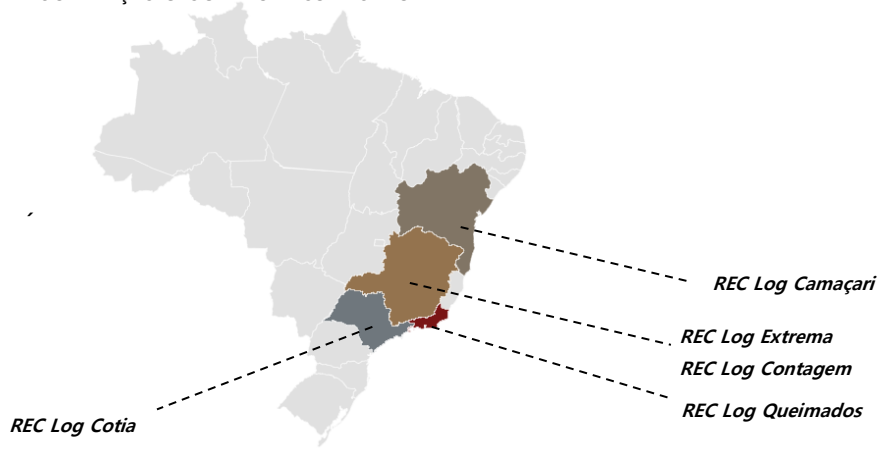 REC Log Camaçari
REC Log Extrema
REC Log Contagem
REC Log Queimados
REC Log Cotia